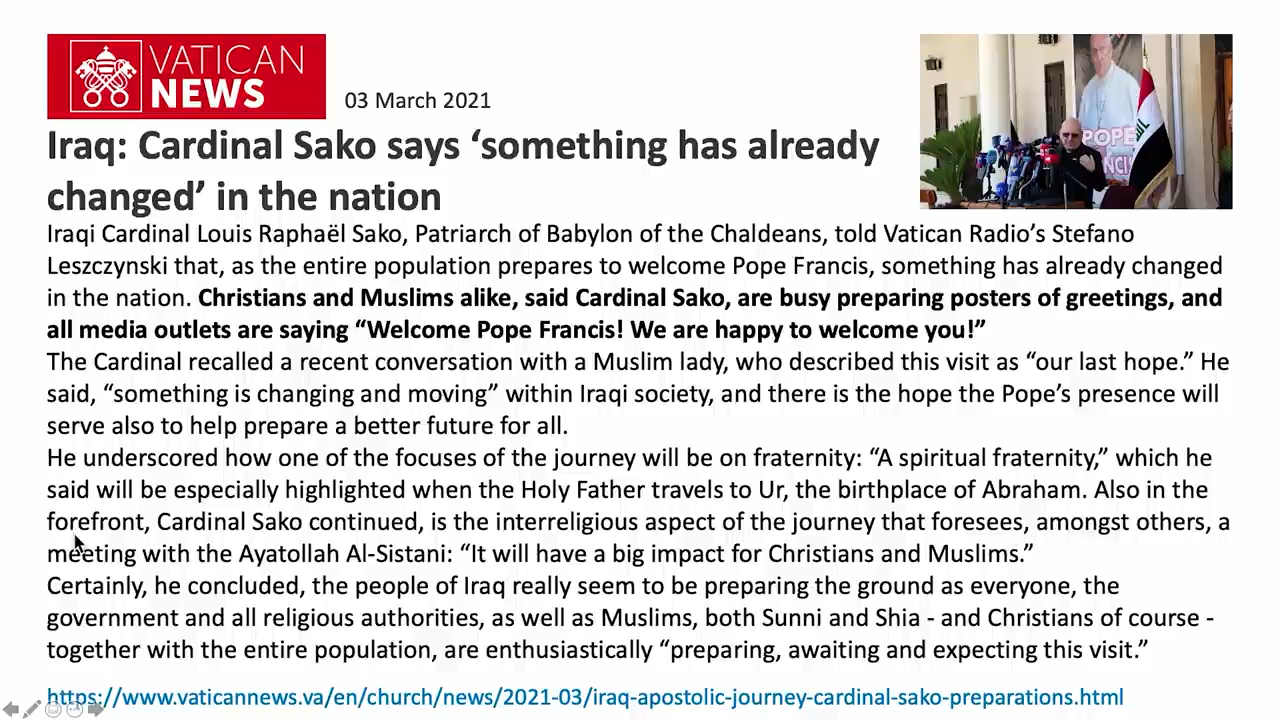 VATICAN
NEWS
03 March 2021
Iraq: Cardinal Sako says ‘something has already
changed’ in the nation
POPE
Iraqi Cardinal Louis Raphaël Sako, Patriarch of Babylon of the Chaldeans, told Vatican Radio’s Stefano
Leszczynski that, as the entire population prepares to welcome Pope Francis, something has already changed
in the nation. Christians and Muslims alike, said Cardinal Sako, are busy preparing posters of greetings, and
all media outlets are saying “Welcome Pope Francis! We are happy to welcome you!”
The Cardinal recalled a recent conversation with a Muslim lady, who described this visit as “our last hope.” He
said, “something is changing and moving” within Iraqi society, and there is the hope the Pope’s presence will
serve also to help prepare a better future for all.
He underscored how one of the focuses of the journey will be on fraternity: “A spiritual fraternity,” which he
said will be especially highlighted when the Holy Father travels to Ur, the birthplace of Abraham. Also in the
forefront, Cardinal Sako continued, is the interreligious aspect of the journey that foresees, amongst others, a
meeting with the Ayatollah Al-Sistani: “It will have a big impact for Christians and Muslims.”
Certainly, he concluded, the people of Iraq really seem to be preparing the ground as everyone, the
government and all religious authorities, as well as Muslims, both Sunni and Shia - and Christians of course -
together with the entire population, are enthusiastically “preparing, awaiting and expecting this visit.”
https://www.vaticannews.va/en/church/news/2021-03/iraq-apostolic-journey-cardinal-sako-preparations.html